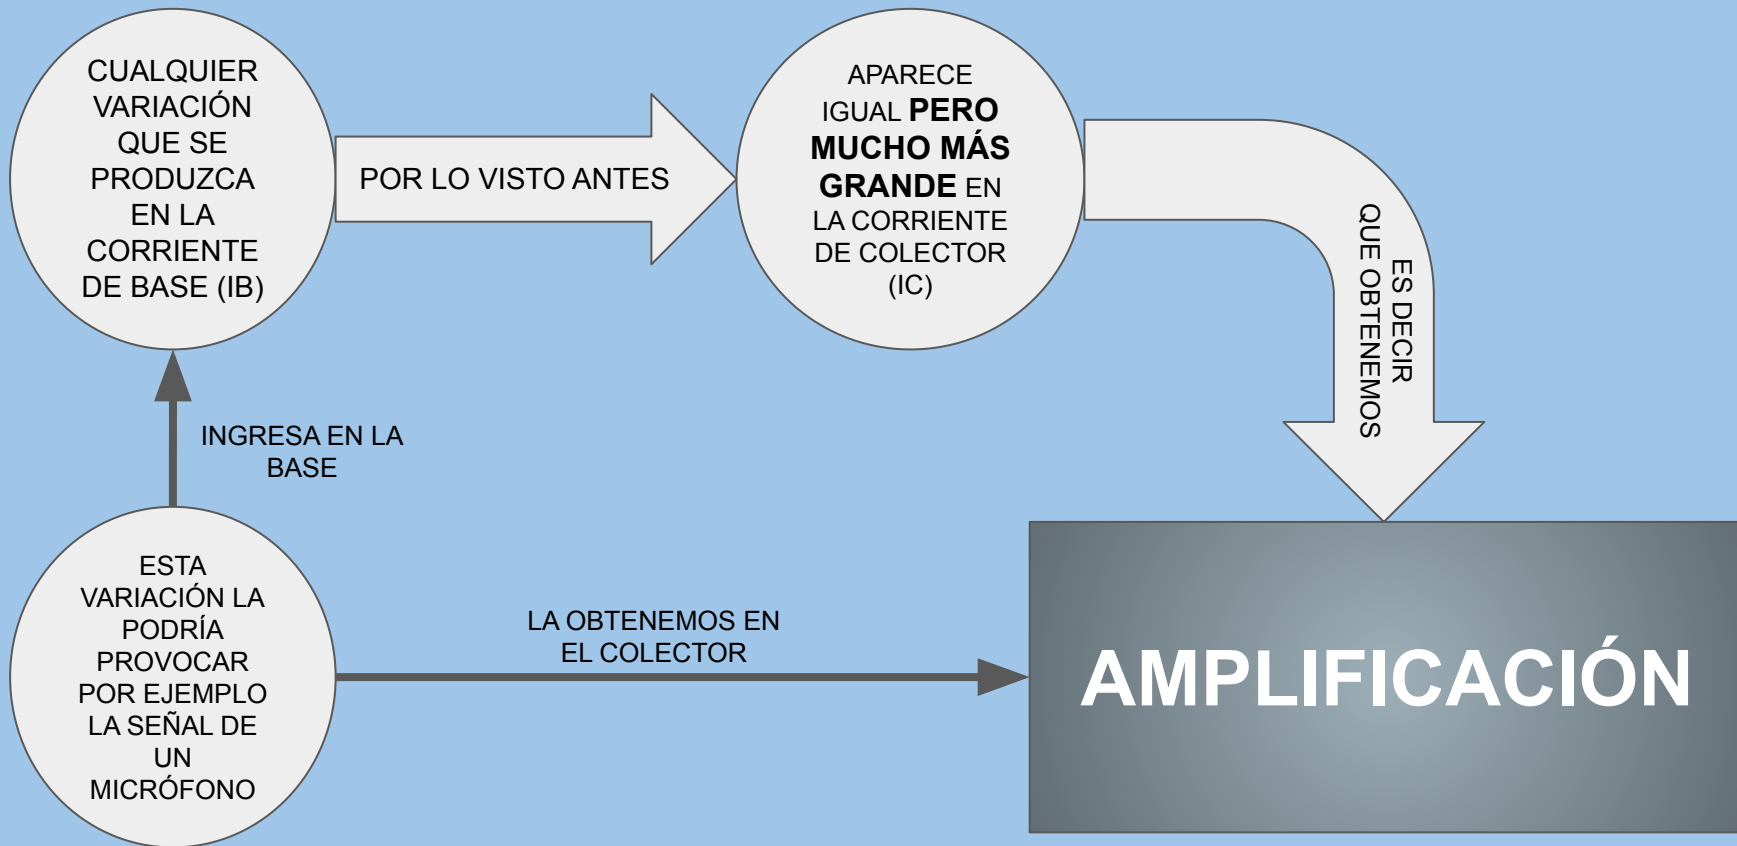 CUALQUIER
VARIACIÓN
QUE SE
PRODUZCA
EN LA
CORRIENTE
DE BASE (IB)
POR LO VISTO ANTES
APARECE
IGUAL PERO
MUCHO MÁS
GRANDE EN
LA CORRIENTE
DE COLECTOR
(IC)
ES DECIR
QUE OBTENEMOS
INGRESA EN LA
BASE
ESTA
VARIACIÓN LA
PODRÍA
PROVOCAR
POR EJEMPLO
LA SEÑAL DE
UN
MICRÓFONO
LA OBTENEMOS EN
EL COLECTOR
AMPLIFICACIÓN